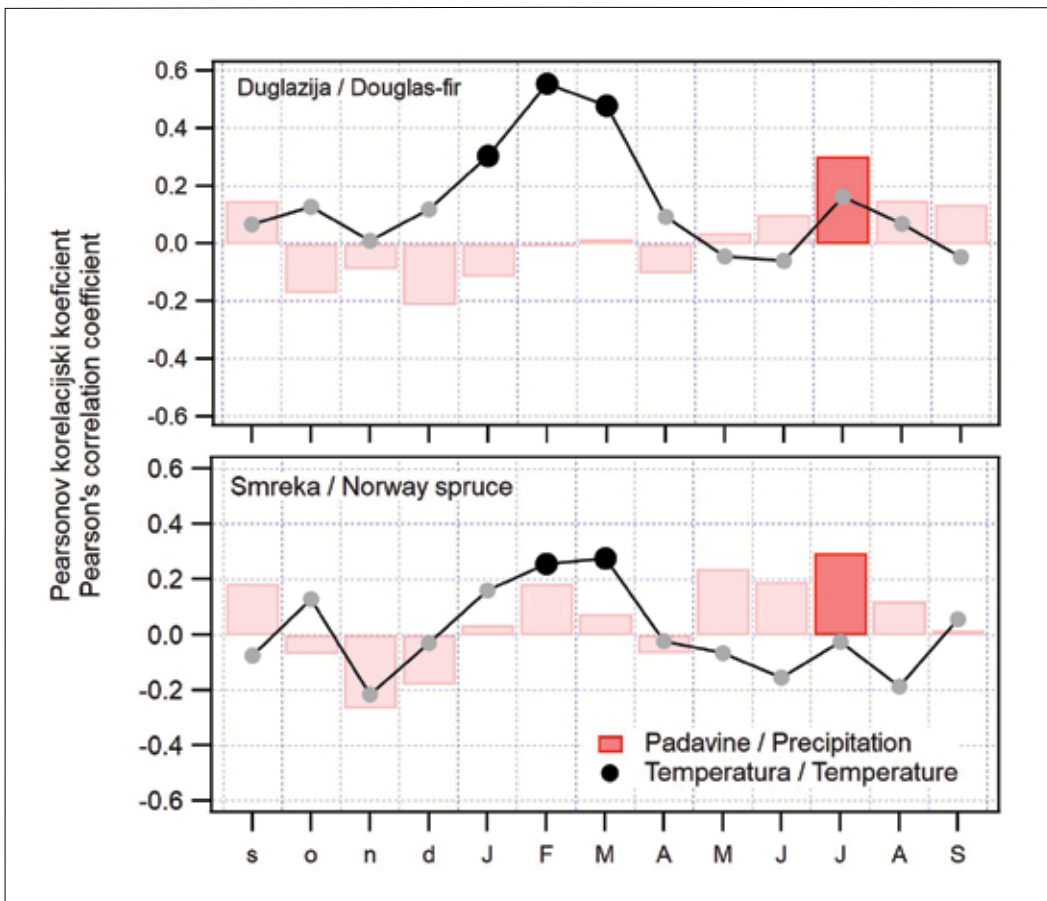 Pearsonov korelacijski koeficient
Pearson's correlation coefficient
Duglazija / Douglas-fir
0.6
0.4
0.2
0.0
-0.2
-0.4
-0.6
Smreka / Norway spruce
0.6
0.4
0.2
0.0
-0.2
-0.4
-0.6
Padavine / Precipitation
Temperatura / Temperature
s o n d J F M A M J J A S